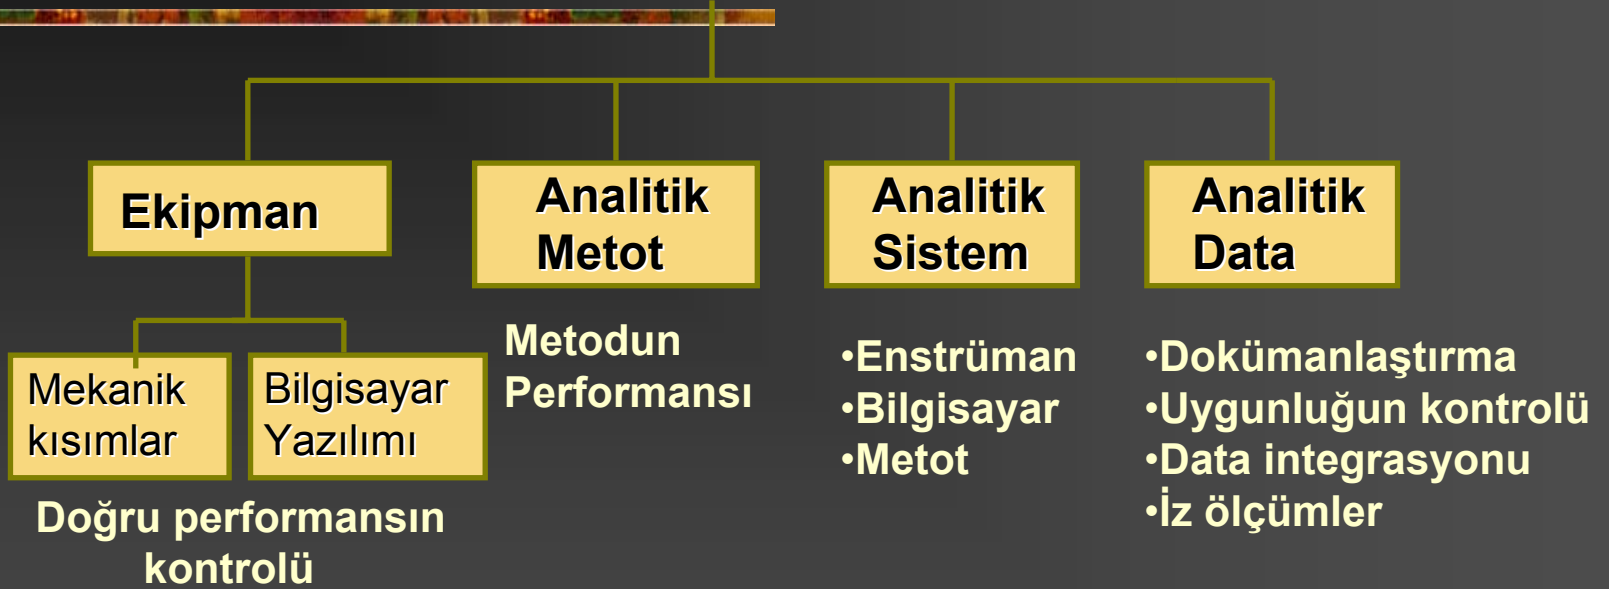 Ekipman
Analitik
Metot
Analitik
Sistem
Analitik
Data
Mekanik
kısımlar
Bilgisayar
Yazılımı
Doğru performansın
kontrolü
Metodun
Performansı
•Enstrüman
•Bilgisayar
•Metot
•Dokümanlaştırma
•Uygunluğun kontrolü
•Data integrasyonu
•İz ölçümler